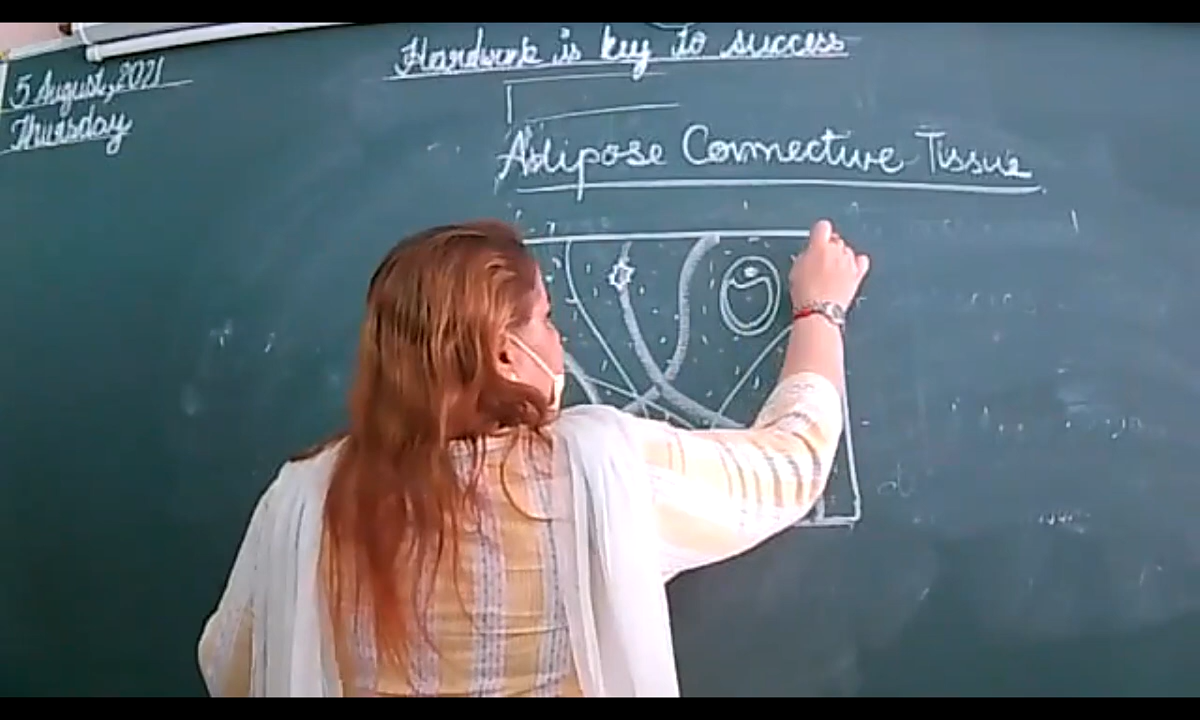 Hardwork is key to success
5 August, 2021
Thursday
Adipose Connective Tissue